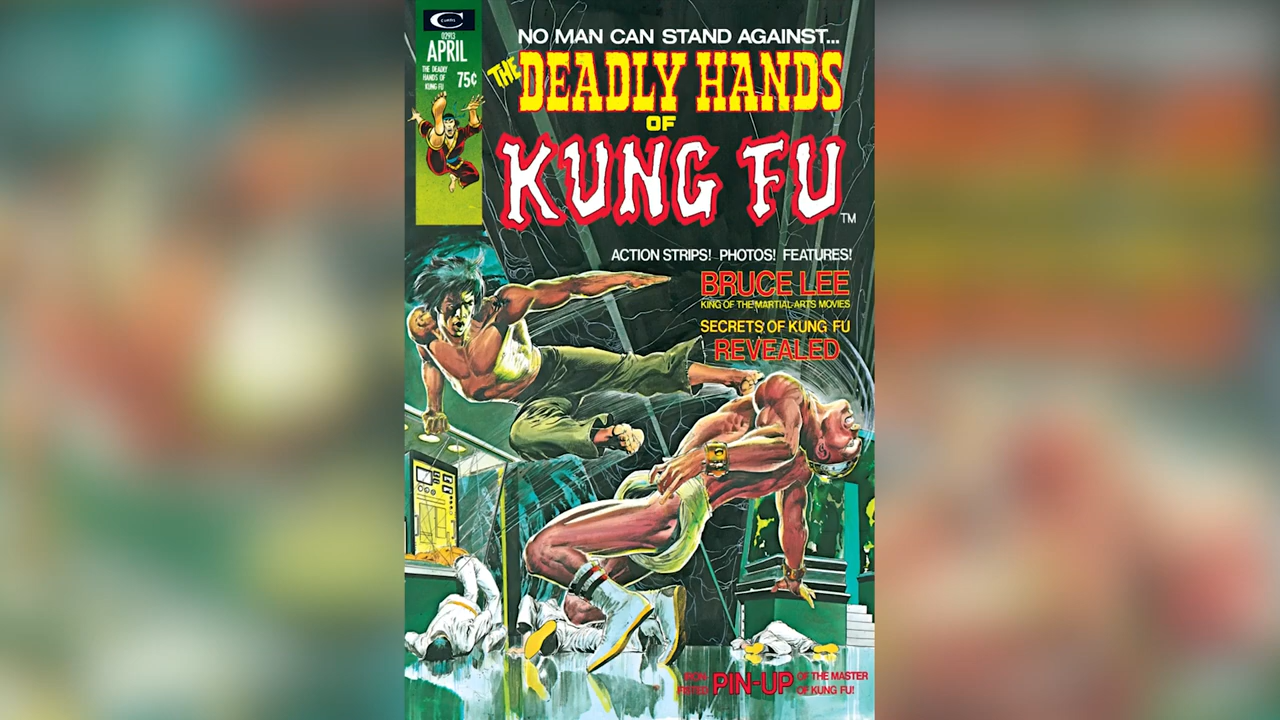 CURTIS
02913
APRIL
THE DEADLY
HANDS OF
KUNG FU
75¢
NO MAN CAN STAND AGAINST...
THE DEADLY HANDS
OF
KUNG FU
TM
ACTION STRIPS! PHOTOS! FEATURES!
BRUCE LEE
KING OF THE MARTIAL ARTS MOVIES
SECRETS OF KUNG FU
REVEALED
PIN-UP
OF THE MASTER
OF KUNG FU!